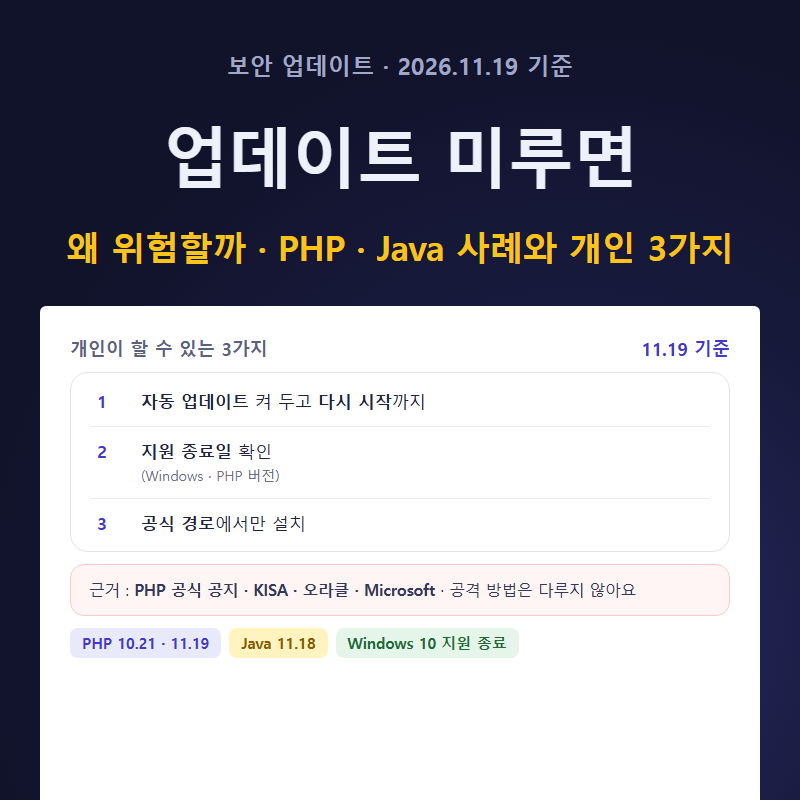 보안 업데이트 · 2026.11.19 기준
업데이트 미루면
왜 위험할까 · PHP · Java 사례와 개인 3가지
개인이 할 수 있는 3가지
11.19 기준
1 자동 업데이트 켜 두고 다시 시작까지
2 지원 종료일 확인
(Windows · PHP 버전)
3 공식 경로에서만 설치
근거 : PHP 공식 공지 · KISA · 오라클 · Microsoft · 공격 방법은 다루지 않아요
PHP 10.21 · 11.19
Java 11.18
Windows 10 지원 종료